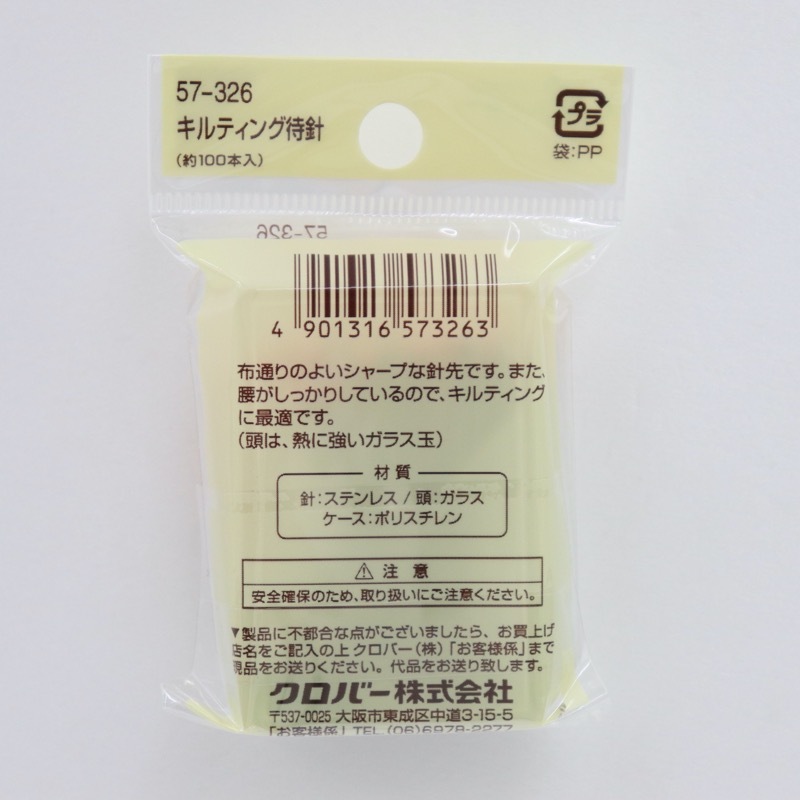 57-326
キルティング待針
(約100本入)
プラ
袋:PP
57-326
4 901316 573263
布通りのよいシャープな針先です。また、
腰がしっかりしているので、キルティング
に最適です。
(頭は、熱に強いガラス玉)
材質
針:ステンレス / 頭:ガラス
ケース:ポリスチレン
⚠ 注意
安全確保のため、取り扱いにご注意ください。
▼製品に不都合な点がございましたら、お買上げ
店名をご記入の上クロバー(株)「お客様係」まで
現品をお送りください。代品をお送り致します。
クロバー株式会社
〒537-0025 大阪市東成区中道3-15-5
「お客様係」TEL (06)6978-2277